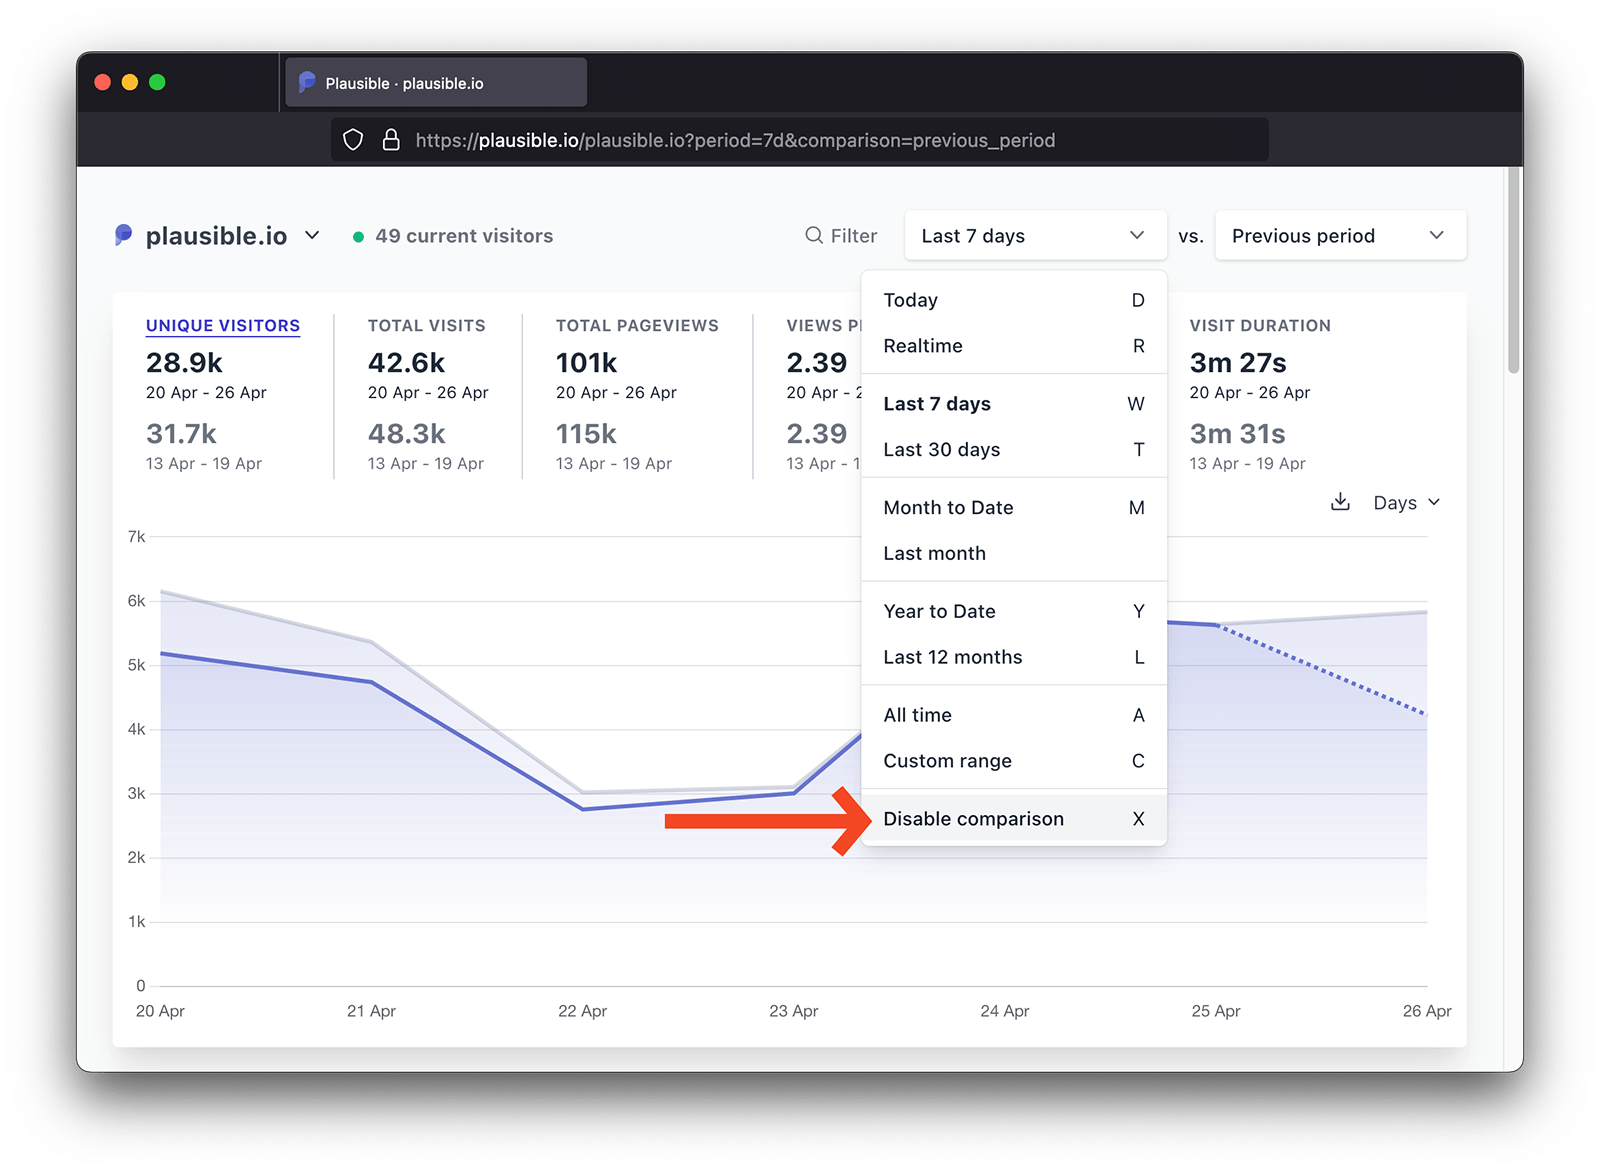 Plausible · plausible.io
https://plausible.io/plausible.io?period=7d&comparison=previous_period
plausible.io
49 current visitors
Filter
Last 7 days
vs.
Previous period
UNIQUE VISITORS
28.9k
20 Apr - 26 Apr
31.7k
13 Apr - 19 Apr
TOTAL VISITS
42.6k
20 Apr - 26 Apr
48.3k
13 Apr - 19 Apr
TOTAL PAGEVIEWS
101k
20 Apr - 26 Apr
115k
13 Apr - 19 Apr
VIEWS
2.39
20 Apr -
2.39
13 Apr -
VISIT DURATION
3m 27s
20 Apr - 26 Apr
3m 31s
13 Apr - 19 Apr
Today D
Realtime R
Last 7 days W
Last 30 days T
Month to Date M
Last month
Year to Date Y
Last 12 months L
All time A
Custom range C
Disable comparison X
Days
7k
6k
5k
4k
3k
2k
1k
0
20 Apr 21 Apr 22 Apr 23 Apr 24 Apr 25 Apr 26 Apr